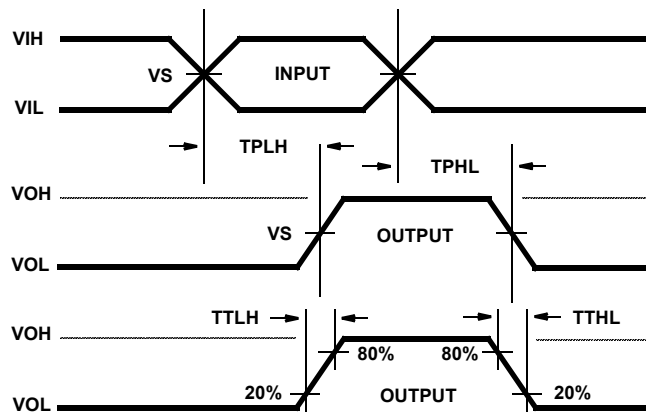 VIH
VS INPUT
VIL
TPLH TPHL
VOH
VS OUTPUT
VOL
VOH TTLH TTHL
80% 80%
20% OUTPUT 20%
VOL